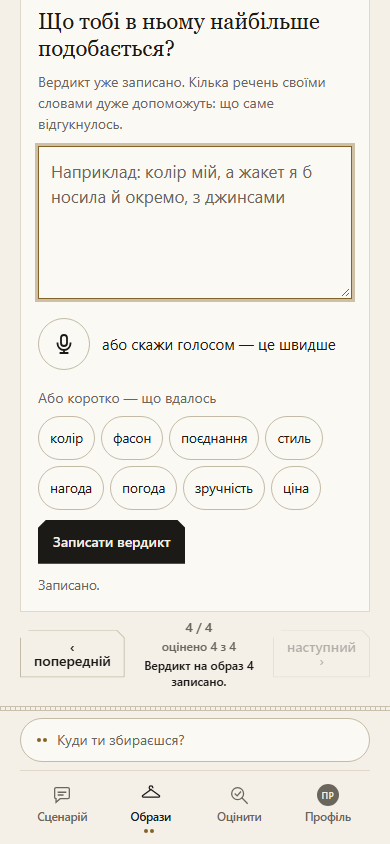 Що тобі в ньому найбільше
подобається?
Вердикт уже записано. Кілька речень своїми
словами дуже допоможуть: що саме
відгукнулось.
Наприклад: колір мій, а жакет я б
носила й окремо, з джинсами
або скажи голосом — це швидше
Або коротко — що вдалось
колір фасон поєднання стиль
нагода погода зручність ціна
Записати вердикт
Записано.
‹
попередній
4 / 4
оцінено 4 з 4
Вердикт на образ 4
записано.
наступний
›
Куди ти збираєшся?
Сценарій Образи Оцінити ПР Профіль